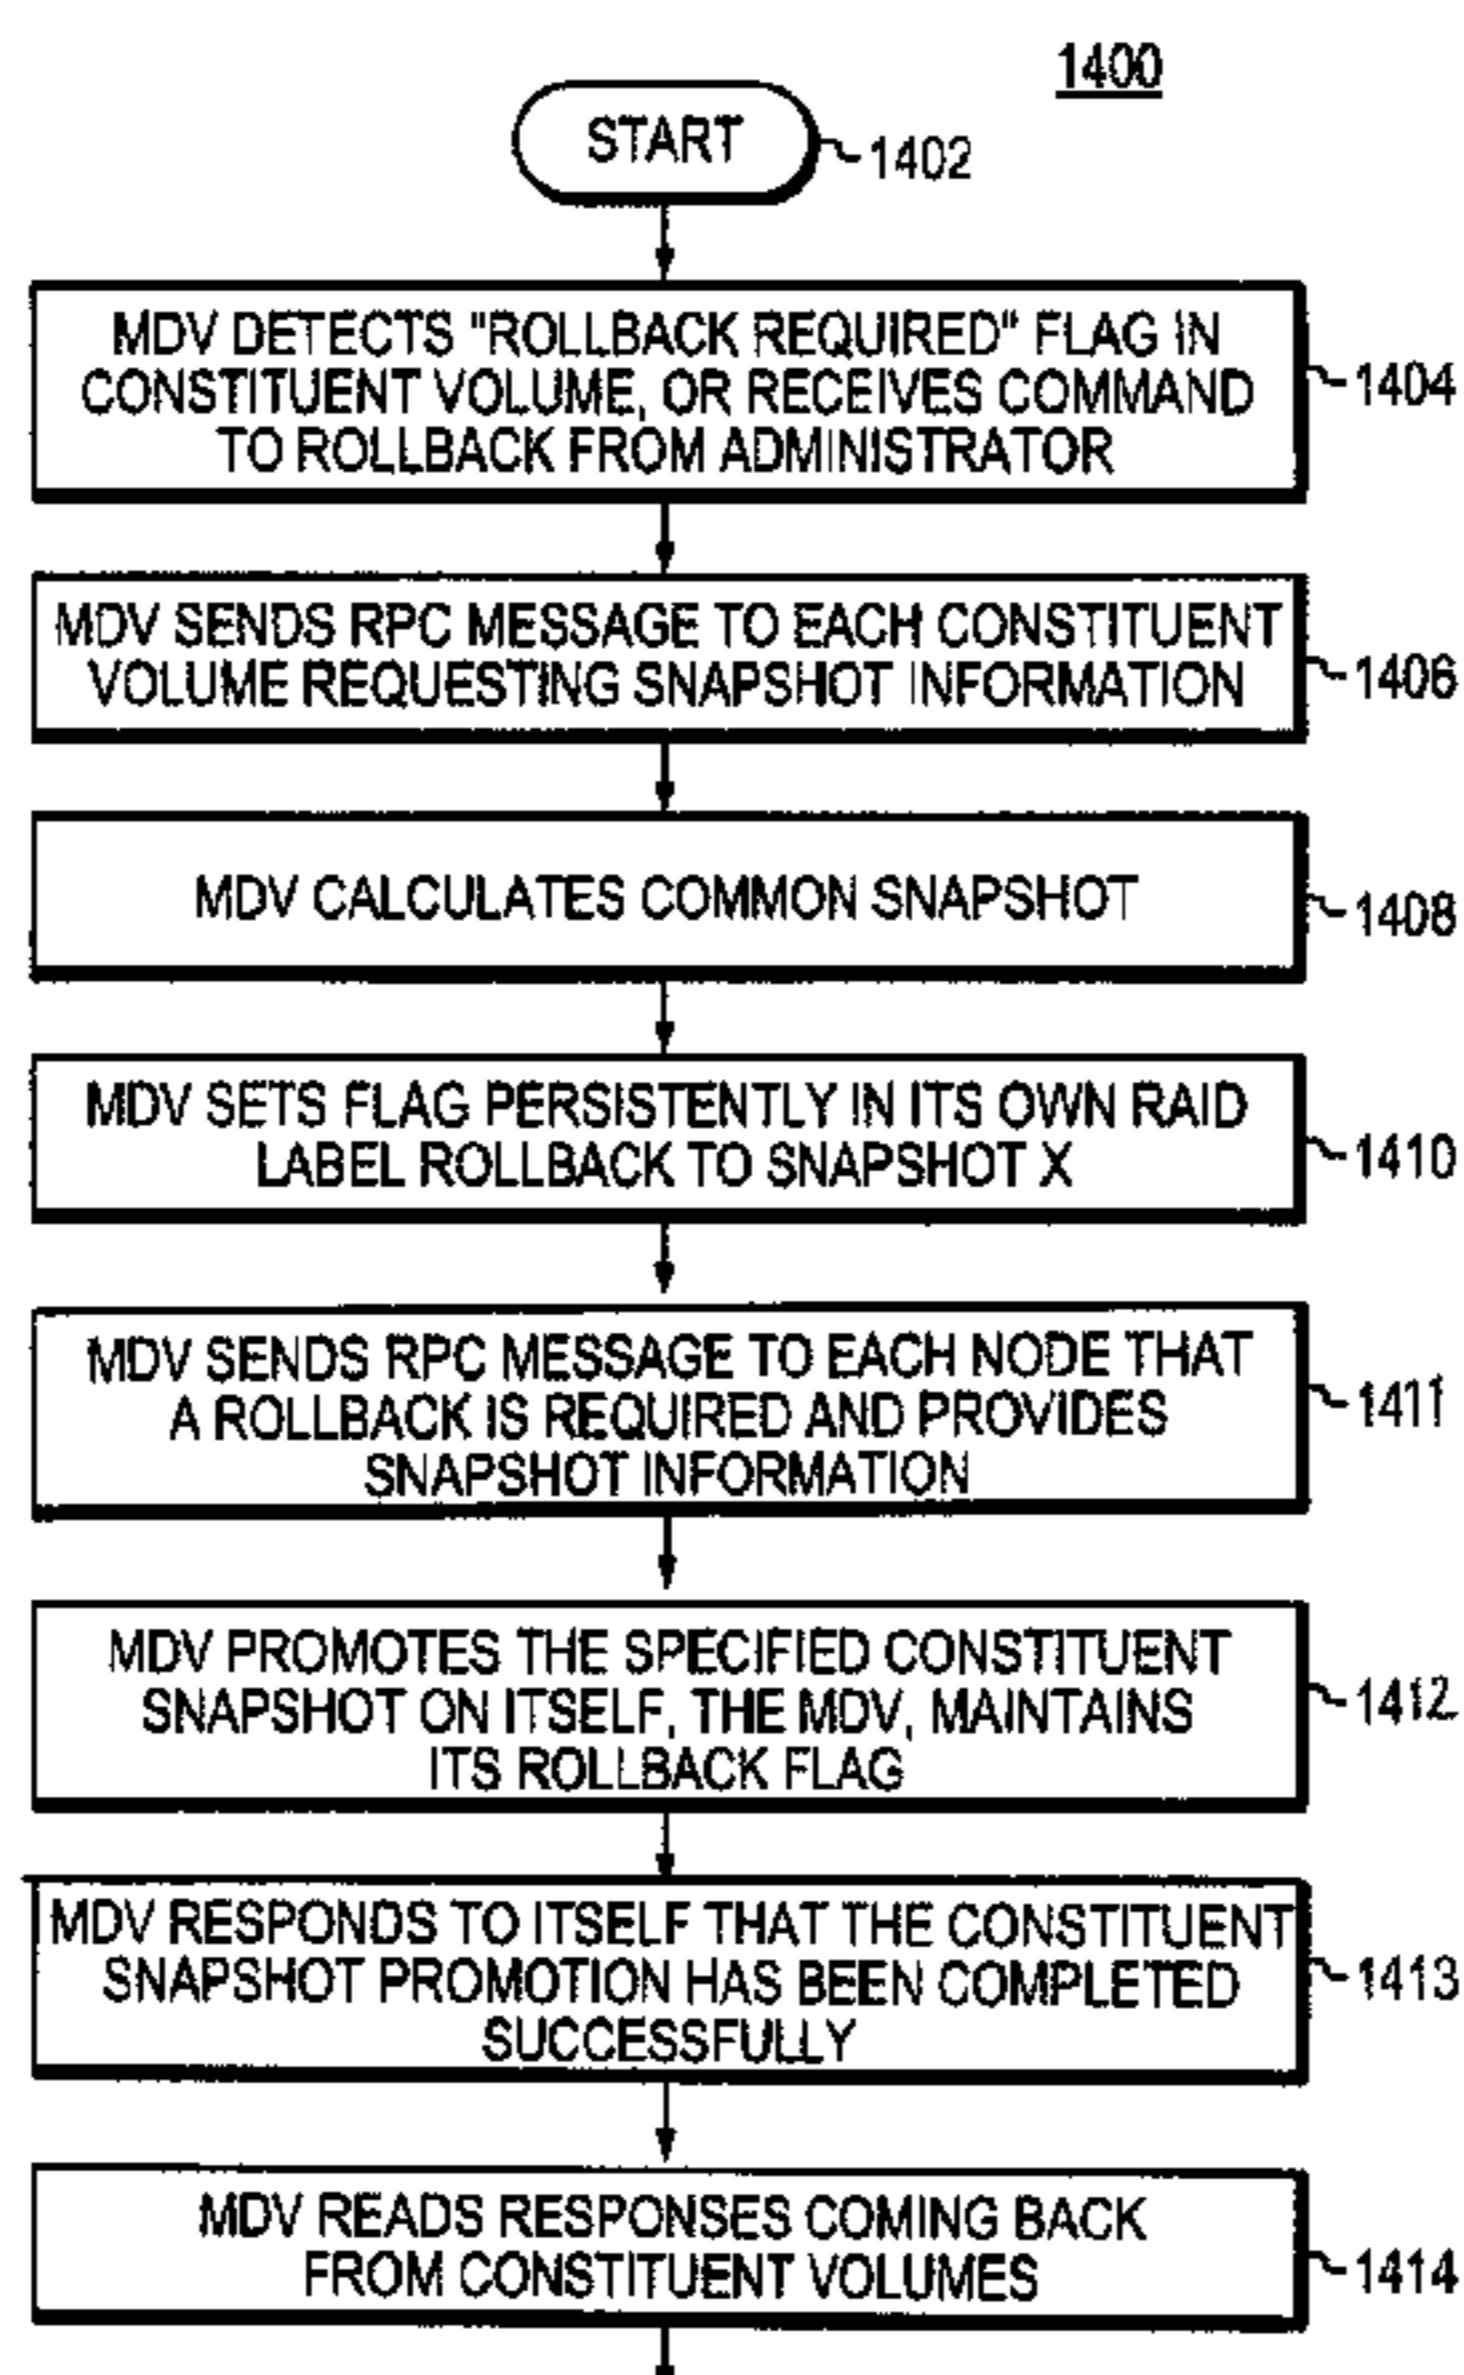 1400
START
1402
MDV DETECTS "ROLLBACK REQUIRED" FLAG IN
CONSTITUENT VOLUME, OR RECEIVES COMMAND
TO ROLLBACK FROM ADMINISTRATOR
1404
MDV SENDS RPC MESSAGE TO EACH CONSTITUENT
VOLUME REQUESTING SNAPSHOT INFORMATION
1406
MDV CALCULATES COMMON SNAPSHOT
1408
MDV SETS FLAG PERSISTENTLY IN ITS OWN RAID
LABEL ROLLBACK TO SNAPSHOT X
1410
MDV SENDS RPC MESSAGE TO EACH NODE THAT
A ROLLBACK IS REQUIRED AND PROVIDES
SNAPSHOT INFORMATION
1411
MDV PROMOTES THE SPECIFIED CONSTITUENT
SNAPSHOT ON ITSELF, THE MDV, MAINTAINS
ITS ROLLBACK FLAG
1412
MDV RESPONDS TO ITSELF THAT THE CONSTITUENT
SNAPSHOT PROMOTION HAS BEEN COMPLETED
SUCCESSFULLY
1413
MDV READS RESPONSES COMING BACK
FROM CONSTITUENT VOLUMES
1414